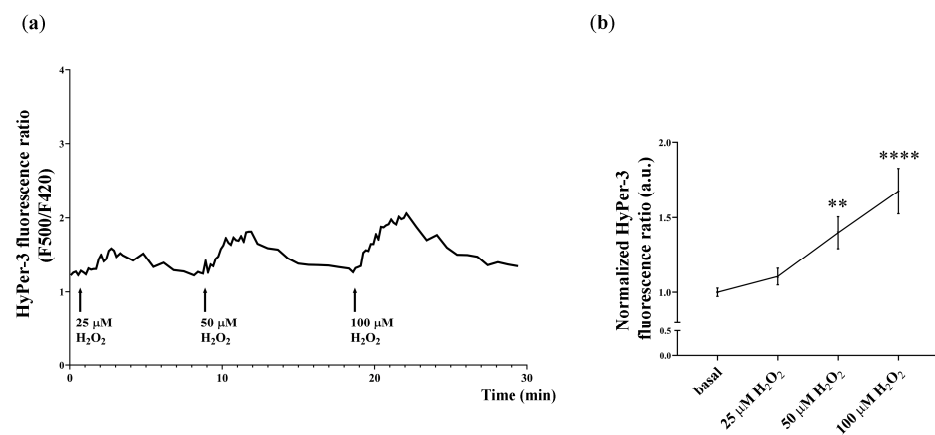 (a)
HyPer-3 fluorescence ratio
(F500/F420)
4
3
2
1
0
25 μM
H₂O₂
50 μM
H₂O₂
100 μM
H₂O₂
0
10
20
30
Time (min)
(b)
Normalized HyPer-3
fluorescence ratio (a.u.)
2.0
1.5
1.0
0.5
0.0
**
****
basal
25 μM H₂O₂
50 μM H₂O₂
100 μM H₂O₂